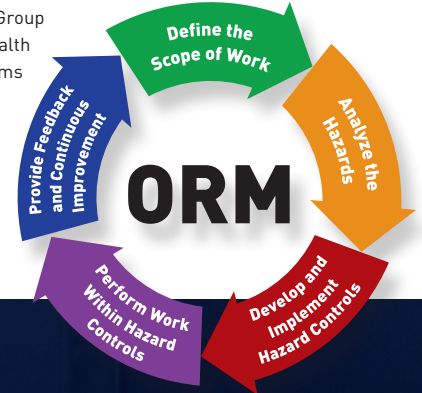 Group
alth
ms
Define the
Scope of Work
Analyze the
Hazards
Develop and
Implement
Hazard Controls
Perform Work
Within Hazard
Controls
Provide Feedback
and Continuous
Improvement
ORM